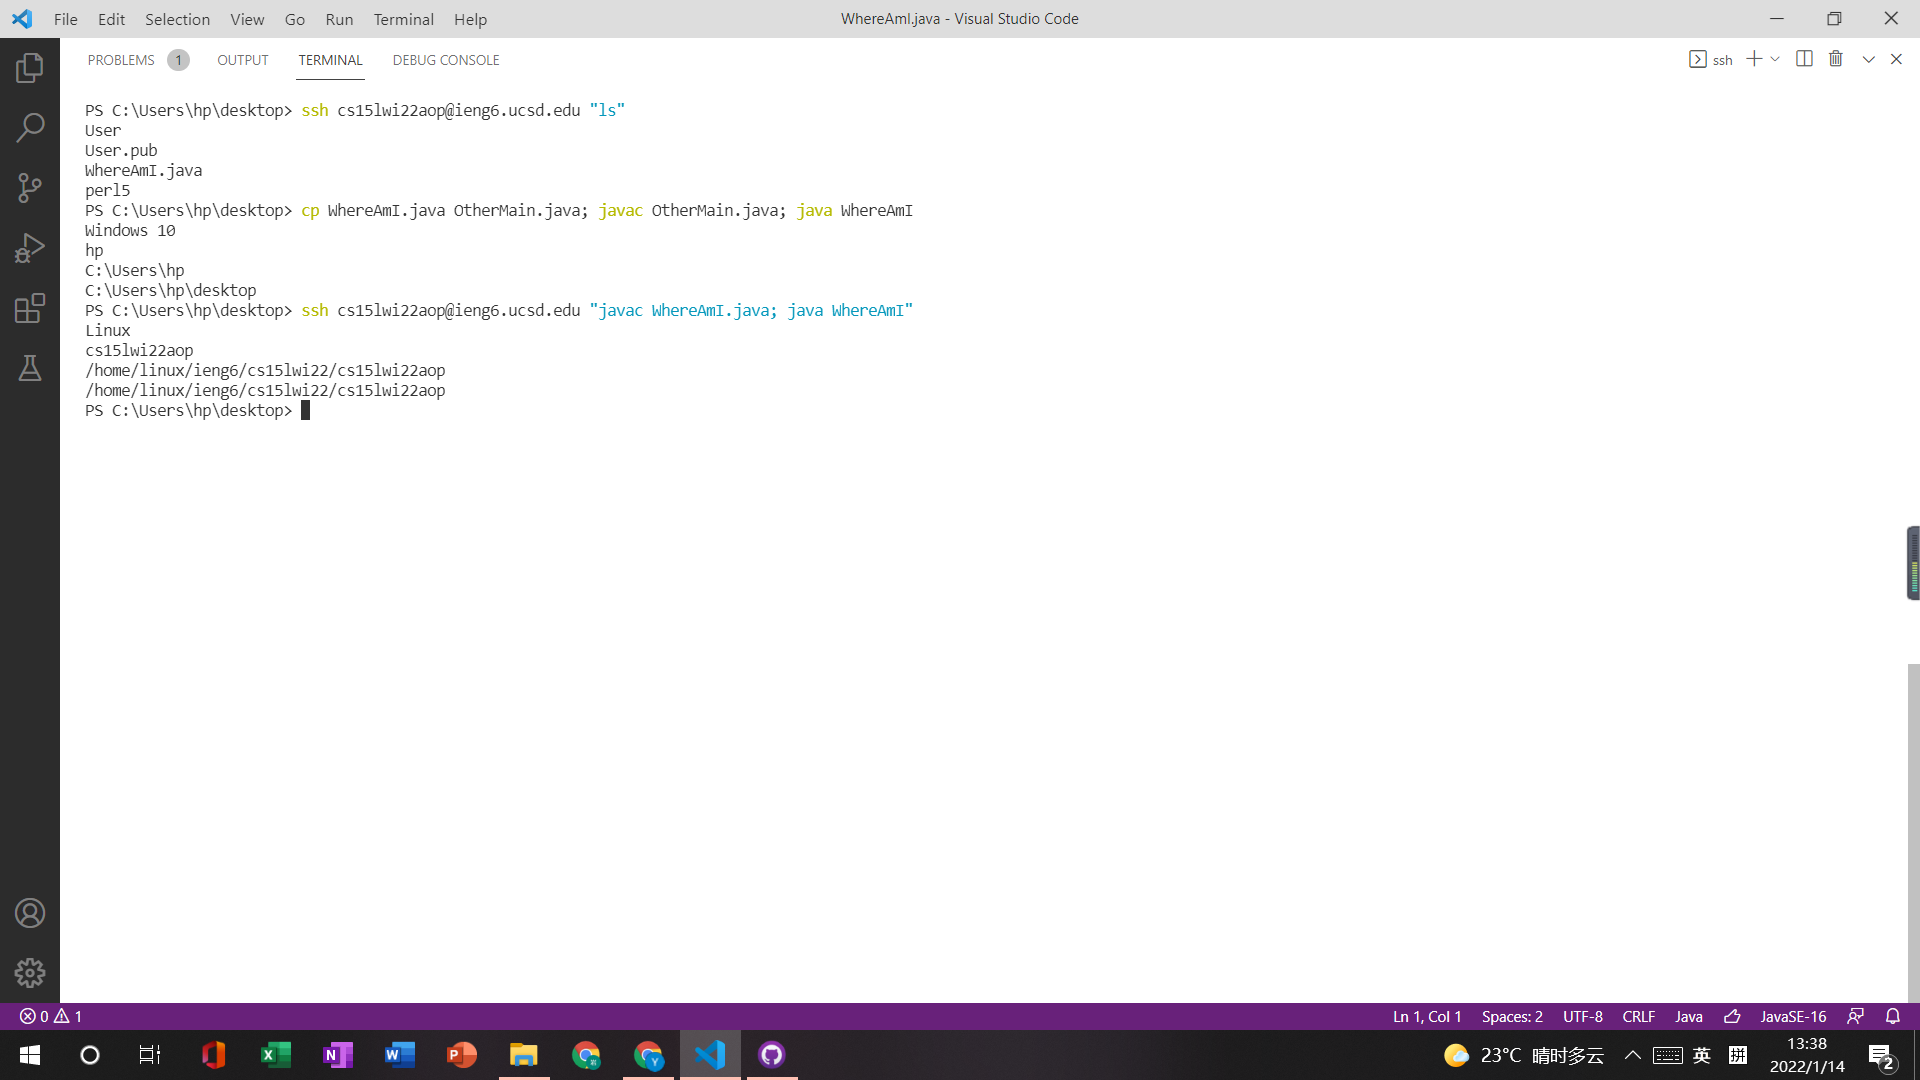 File Edit Selection View Go Run Terminal Help
WhereAmI.java - Visual Studio Code
PROBLEMS 1 OUTPUT TERMINAL DEBUG CONSOLE
ssh
PS C:\Users\hp\desktop> ssh cs15lwi22aop@ieng6.ucsd.edu "ls"
User
User.pub
WhereAmI.java
perl5
PS C:\Users\hp\desktop> cp WhereAmI.java OtherMain.java; javac OtherMain.java; java WhereAmI
Windows 10
hp
C:\Users\hp
C:\Users\hp\desktop
PS C:\Users\hp\desktop> ssh cs15lwi22aop@ieng6.ucsd.edu "javac WhereAmI.java; java WhereAmI"
Linux
cs15lwi22aop
/home/linux/ieng6/cs15lwi22/cs15lwi22aop
/home/linux/ieng6/cs15lwi22/cs15lwi22aop
PS C:\Users\hp\desktop>
0 1
Ln 1, Col 1 Spaces: 2 UTF-8 CRLF Java JavaSE-16
23°C 晴时多云 英 拼
13:38
2022/1/14
2